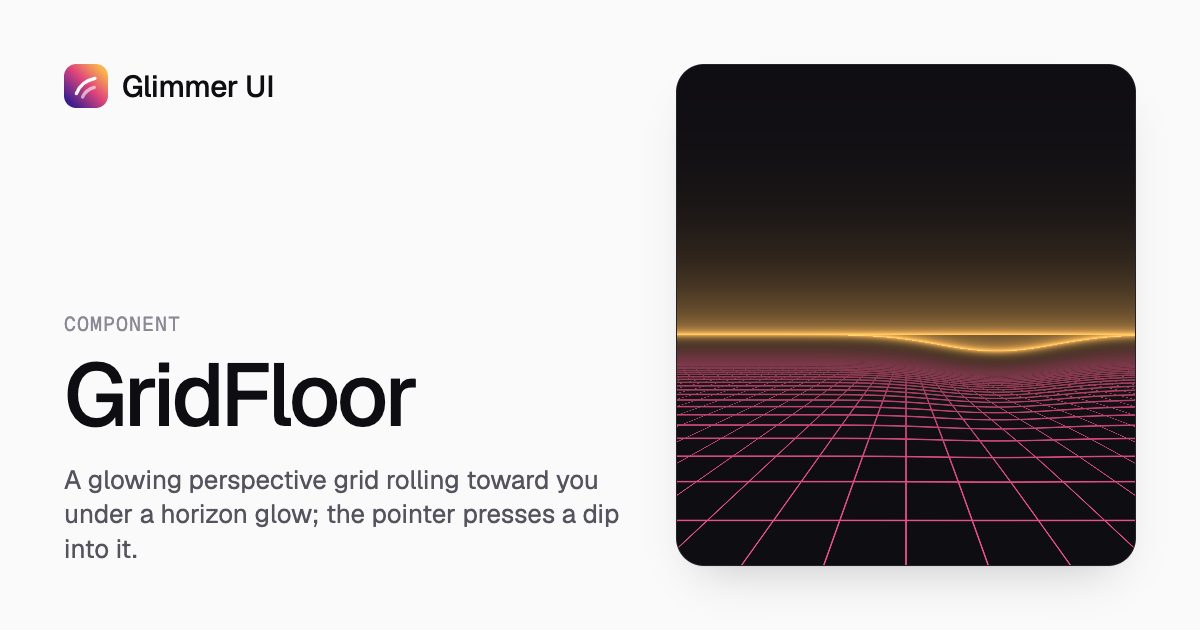 Glimmer UI
COMPONENT
GridFloor
A glowing perspective grid rolling toward you
under a horizon glow; the pointer presses a dip
into it.